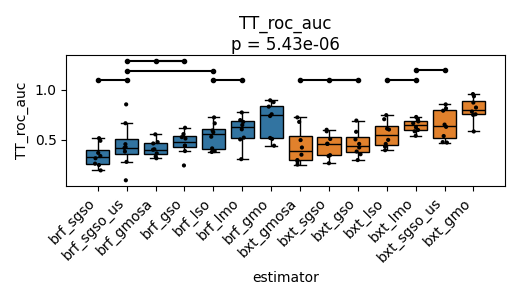 TT_roc_auc
p = 5.43e-06
TT_roc_auc
1.0
0.5
brf_sgso
brf_sgso_us
brf_gmosa
brf_gso
brf_lso
brf_lmo
brf_gmo
bxt_gmosa
bxt_sgso
bxt_gso
bxt_lso
bxt_lmo
bxt_sgso_us
bxt_gmo
estimator